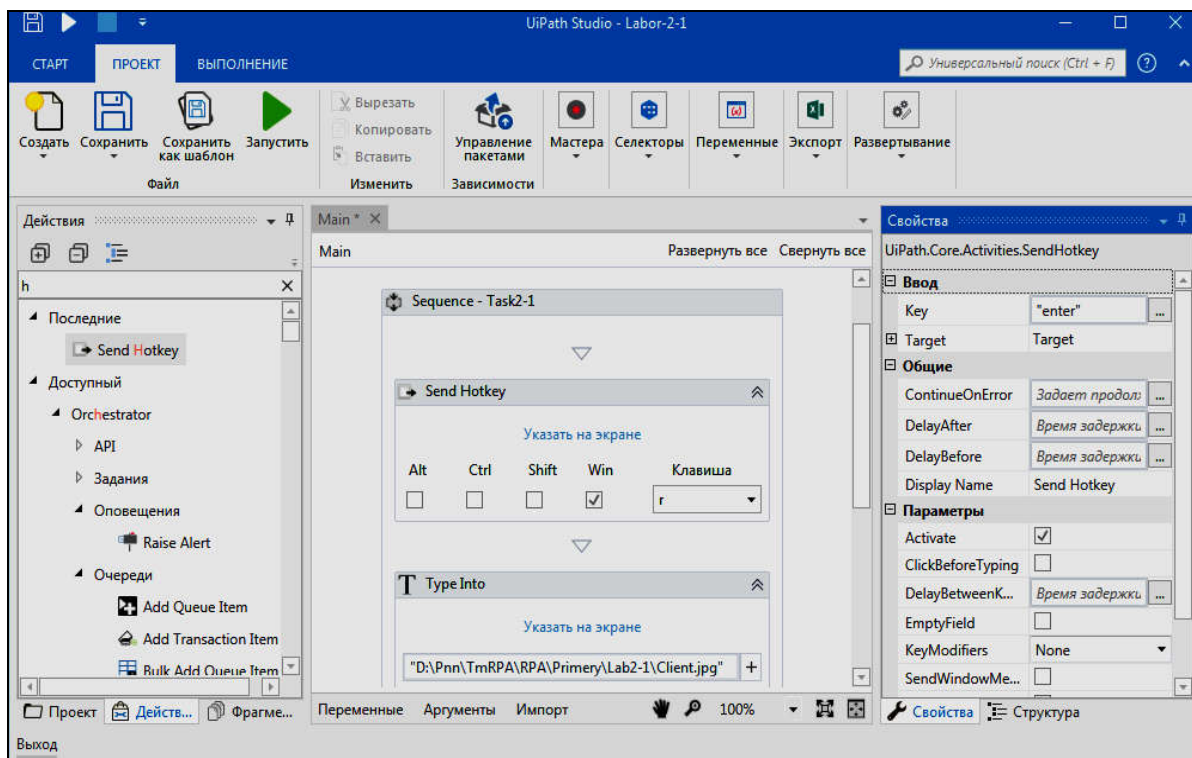 UiPath Studio - Labor-2-1
СТАРТ ПРОЕКТ ВЫПОЛНЕНИЕ Универсальный поиск (Ctrl + F) ?
Создать Сохранить Сохранить как шаблон Запустить
Файл
Вырезать
Копировать
Вставить
Изменить
Управление пакетами
Зависимости
Мастера Селекторы Переменные Экспорт Развертывание
Действия
h
Последние
Send Hotkey
Доступный
Orchestrator
API
Задания
Оповещения
Raise Alert
Очереди
Add Queue Item
Add Transaction Item
Bulk Add Queue Item
Проект Действ... Фрагме...
Main *
Main Развернуть все Свернуть все
Sequence - Task2-1
Send Hotkey
Указать на экране
Alt Ctrl Shift Win Клавиша
r
T Type Into
Указать на экране
"D:\Pnn\TmRPA\RPA\Primery\Lab2-1\Client.jpg" +
Переменные Аргументы Импорт 100%
Свойства
UiPath.Core.Activities.SendHotkey
Ввод
Key "enter" ...
Target Target
Общие
ContinueOnError Задает продол: ...
DelayAfter Время задержки ...
DelayBefore Время задержки ...
Display Name Send Hotkey
Параметры
Activate
ClickBeforeTyping
DelayBetweenK... Время задержки ...
EmptyField
KeyModifiers None
SendWindowMe...
Свойства Структура
Выход